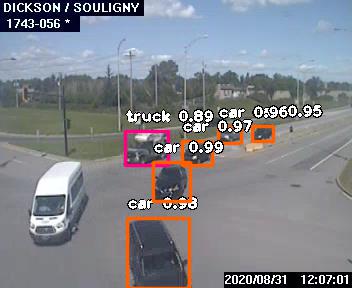 DICKSON / SOULIGNY
1743-056 *
truck 0.89
car 0.95
car 0.97
car 0.99
car 0.98
2020/08/31 12:07:01